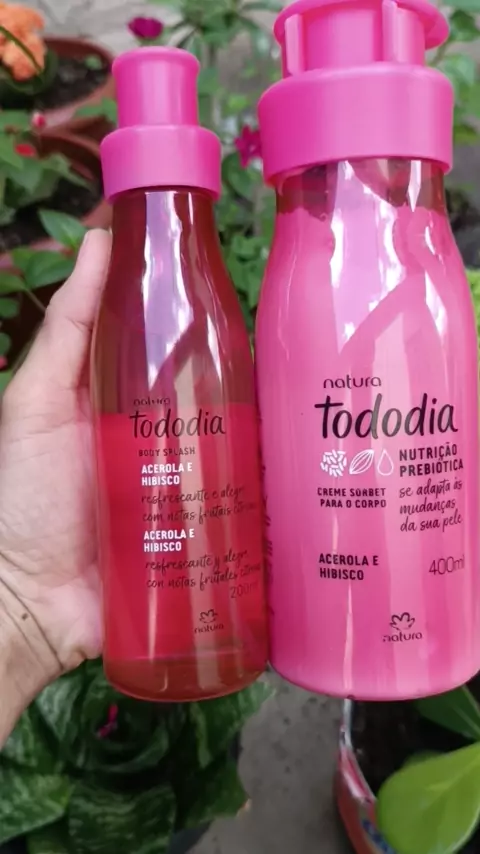 natura
tododia
BODY SPLASH
ACEROLA E
HIBISCO
refrescante e alegre
com notas frutais cítricas
ACEROLA E
HIBISCO
refrescante y alegre
con notas frutales cítricas
200ml
natura
natura
tododia
NUTRIÇÃO
PREBIÓTICA
CREME SORBET
PARA O CORPO
se adapta às
mudanças
da sua pele
ACEROLA E
HIBISCO
400ml
natura